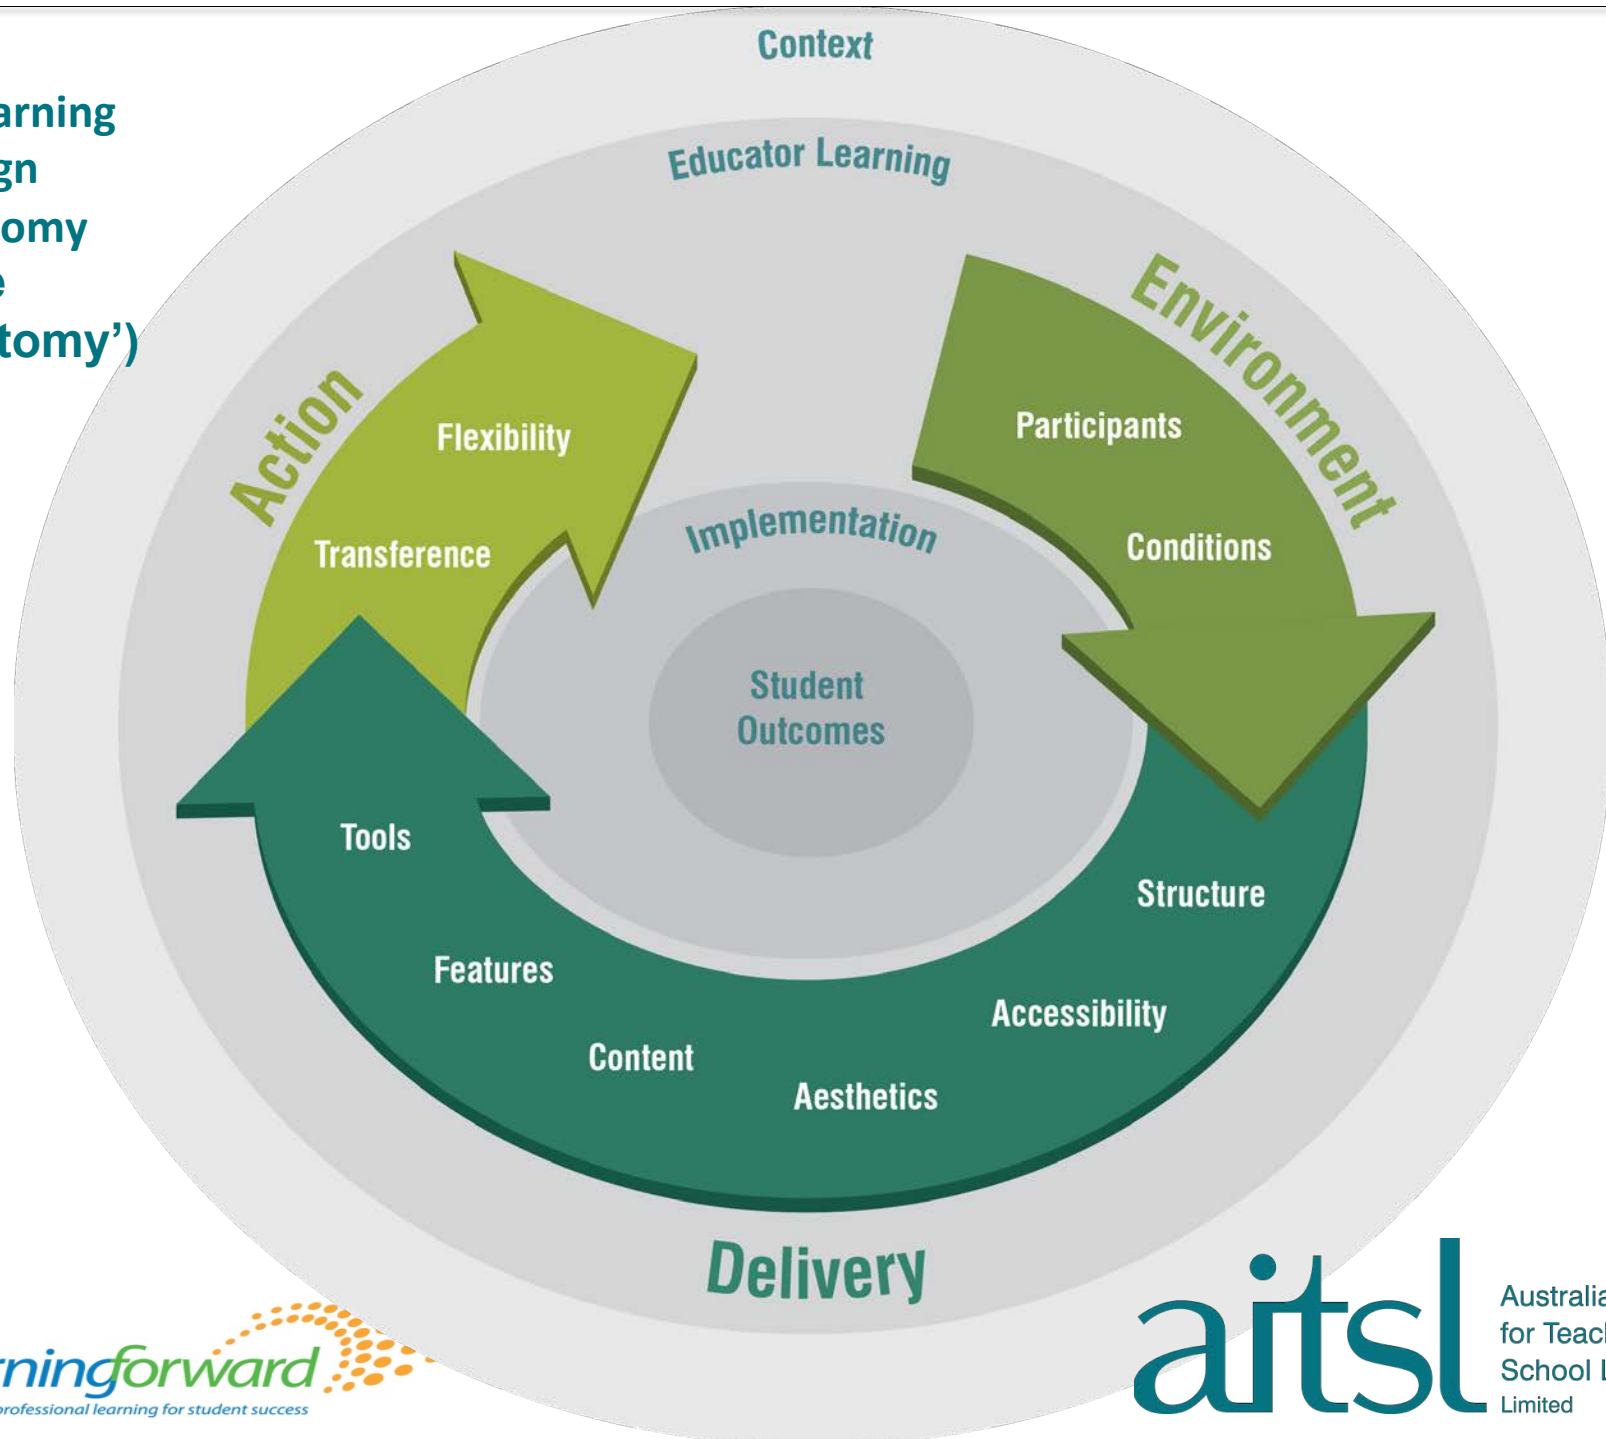 Context
arning
gn
omy
e
tomy’)
Educator Learning
Environment
Action
Flexibility
Participants
Transference
Conditions
Implementation
Student
Outcomes
Tools
Structure
Features
Accessibility
Content
Aesthetics
Delivery
rningforward
professional learning for student success
aitsl
Australia
for Teach
School L
Limited